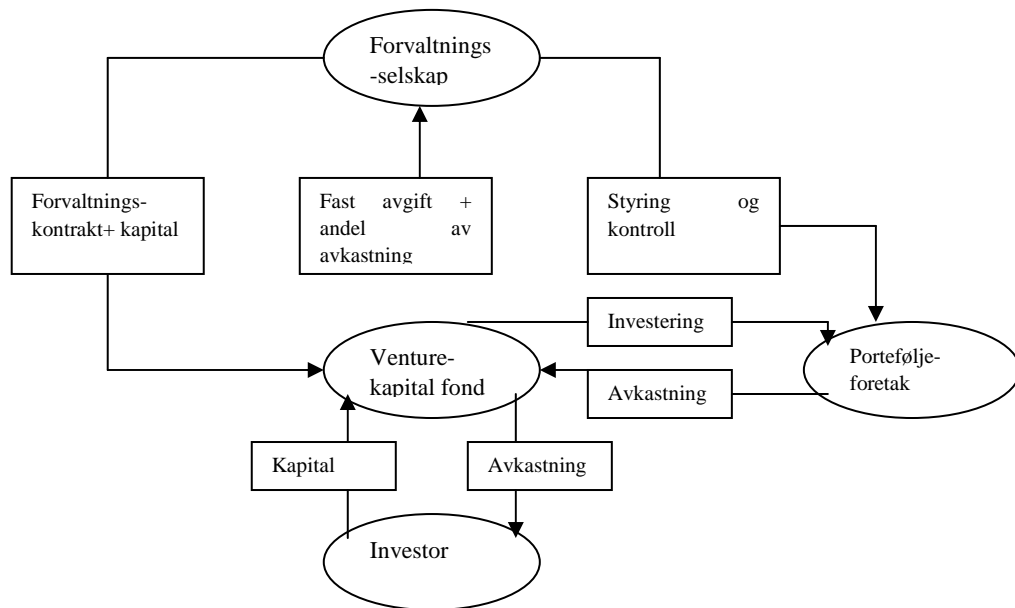 Forvaltnings
-selskap
Forvaltnings-
kontrakt+ kapital
Fast avgift +
andel av
avkastning
Styring og
kontroll
Investering
Venture-
kapital fond
Portefølje-
foretak
Avkastning
Kapital
Avkastning
Investor